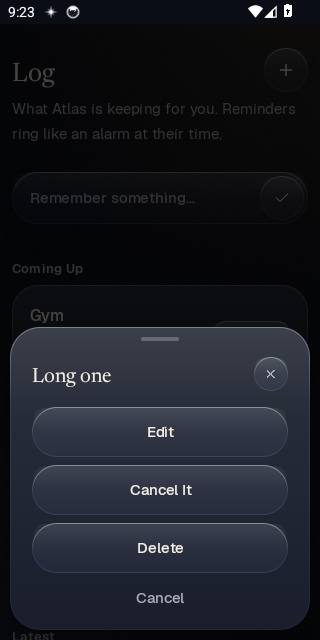 9:23
Log
What Atlas is keeping for you. Reminders
ring like an alarm at their time.
Remember something...
Coming Up
Gym
Long one
Edit
Cancel it
Delete
Cancel
Latest